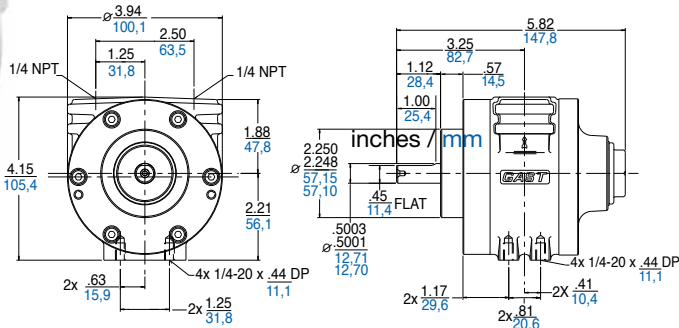 ø 3.94
100,1
2.50
63,5
1.25
31,8
1/4 NPT
1/4 NPT
4.15
105,4
1.88
47,8
2.21
56,1
2x .63
15,9
2x 1.25
31,8
4x 1/4-20 x .44 DP
11,1
5.82
147,8
3.25
82,7
1.12
28,4
.57
14,5
1.00
25,4
inches / mm
ø 2.250
2.248
57,15
57,10
.45
11,4 FLAT
ø .5003
.5001
12,71
12,70
GAST
4x 1/4-20 x .44 DP
11,1
2x 1.17
29,6
2X .41
10,4
2x .81
20,6